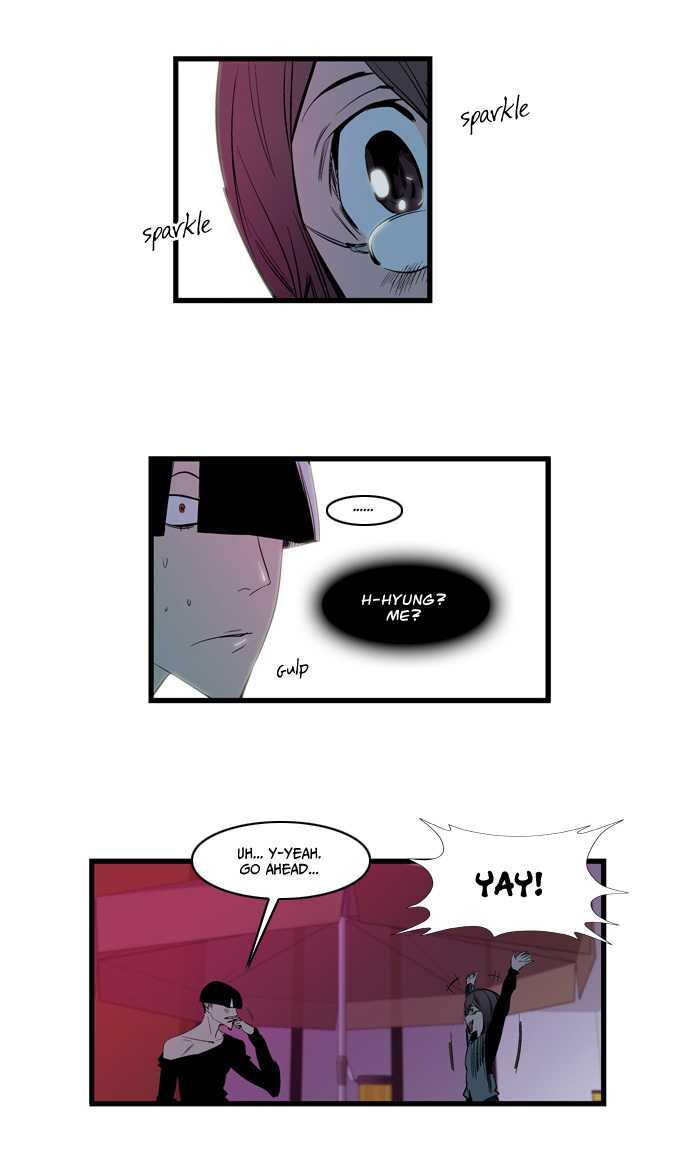 sparkle
sparkle
......
H-HYUNG?
ME?
GULP
UH... Y-YEAH.
GO AHEAD...
YAY!